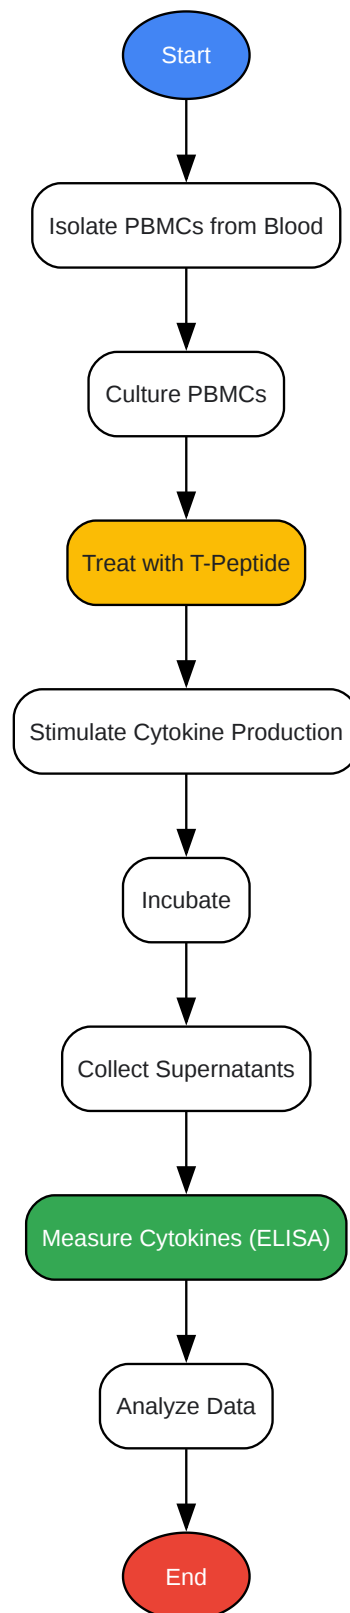 Start
Isolate PBMCs from Blood
Culture PBMCs
Treat with T-Peptide
Stimulate Cytokine Production
Incubate
Collect Supernatants
Measure Cytokines (ELISA)
Analyze Data
End